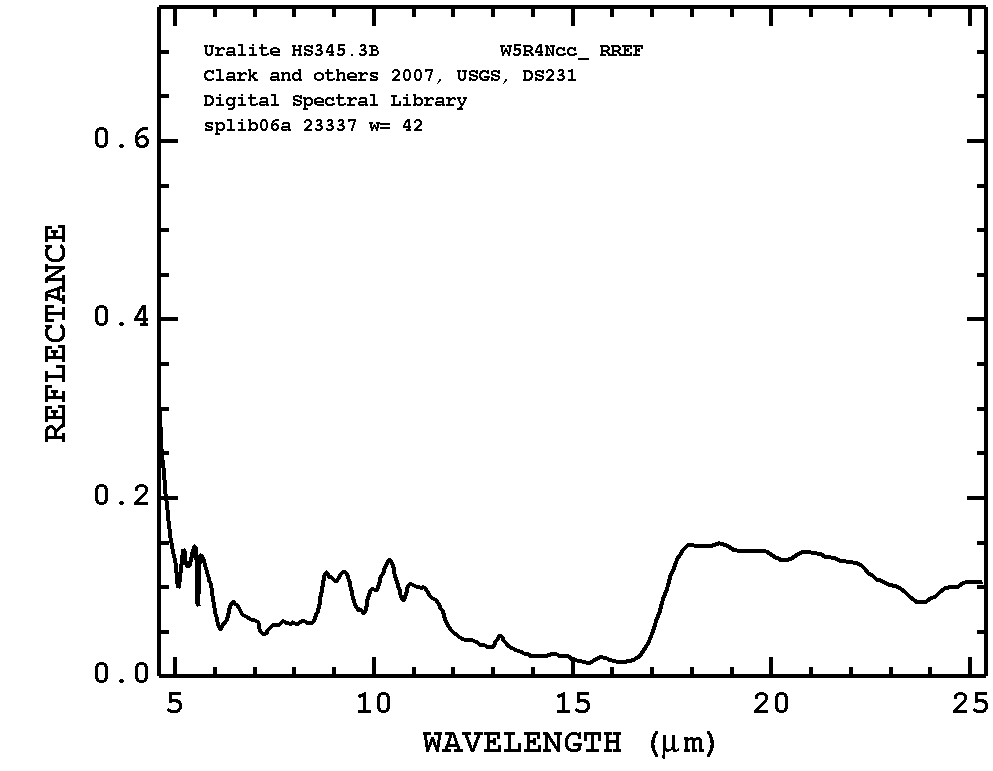 Uralite HS345.3B W5R4Ncc_ RREF
Clark and others 2007, USGS, DS231
Digital Spectral Library
splib06a 23337 w= 42
0.6
0.4
0.2
0.0
REFLECTANCE
5 10 15 20 25
WAVELENGTH (µm)